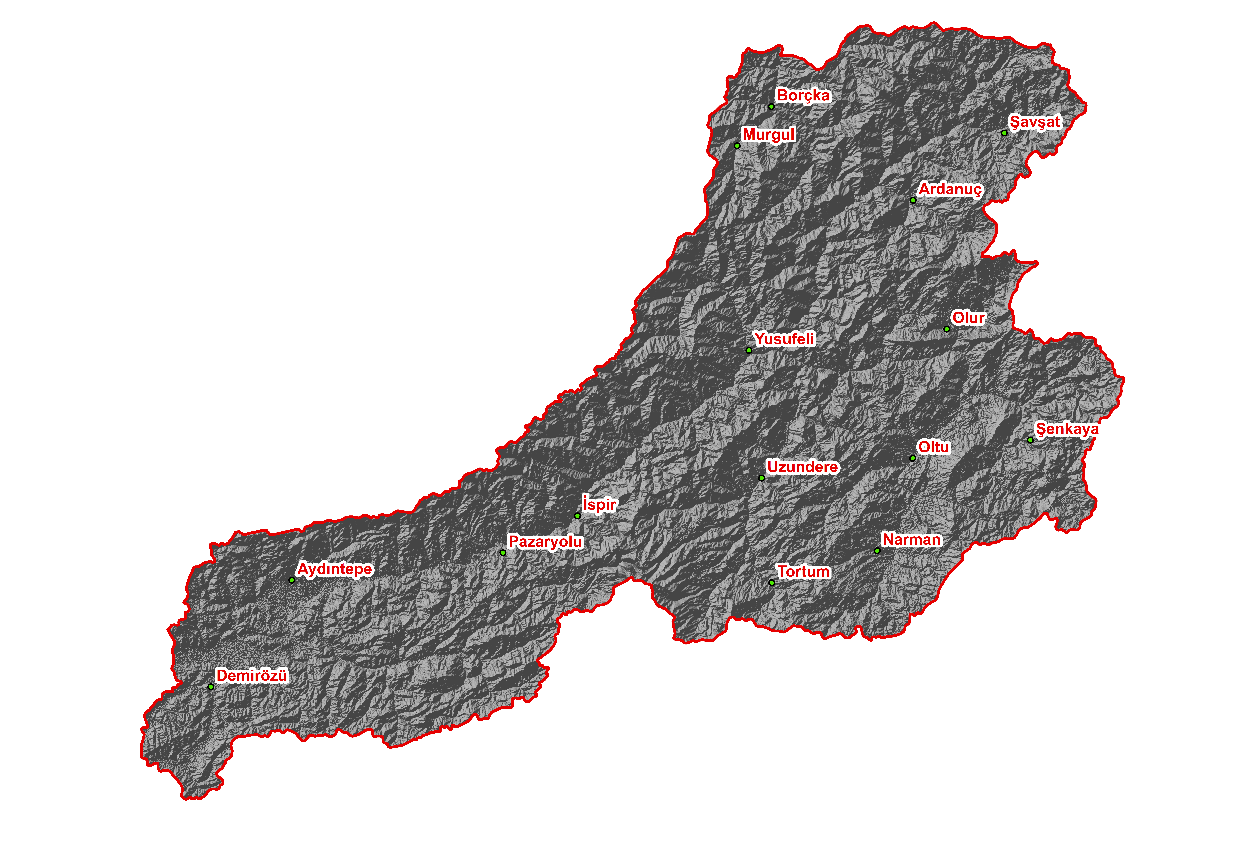 Borçka
Şavşat
Murgul
Ardanuç
Olur
Yusufeli
Şenkaya
Oltu
Uzundere
İspir
Narman
Pazaryolu
Aydıntepe
Tortum
Demirözü